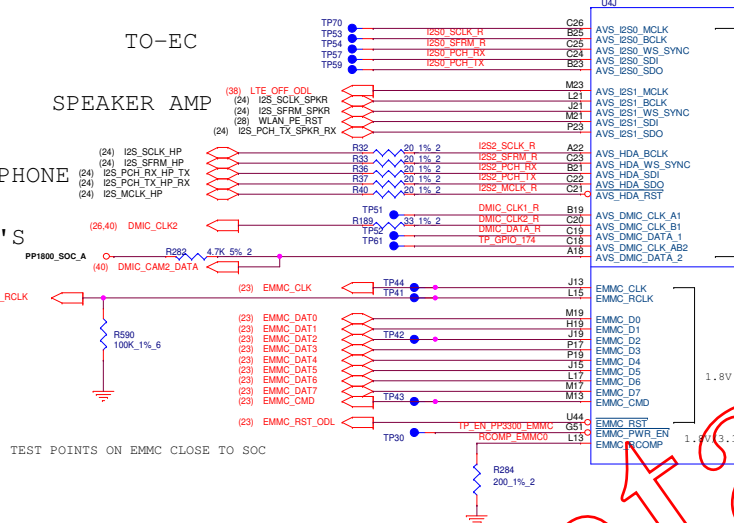 U4J
TP70 C26 AVS_I2S0_MCLK
TO-EC TP53 I2S0_SCLK_R B25 AVS_I2S0_BCLK
TP54 I2S0_SFRM_R C25 AVS_I2S0_WS_SYNC
TP57 I2S0_PCH_RX C24 AVS_I2S0_SDI
TP59 I2S0_PCH_TX B23 AVS_I2S0_SDO
(38) LTE_OFF_ODL M23 AVS_I2S1_MCLK
SPEAKER AMP (24) I2S_SCLK_SPKR L21 AVS_I2S1_BCLK
(24) I2S_SFRM_SPKR J21 AVS_I2S1_WS_SYNC
(28) WLAN_PE_RST M21 AVS_I2S1_SDI
(24) I2S_PCH_TX_SPKR_RX P23 AVS_I2S1_SDO
(24) I2S_SCLK_HP R32 20_1%_2 I2S2_SCLK_R A22 AVS_HDA_BCLK
(24) I2S_SFRM_HP R33 20_1%_2 I2S2_SFRM_R C23 AVS_HDA_WS_SYNC
PHONE (24) I2S_PCH_RX_HP_TX R36 20_1%_2 I2S2_PCH_RX B21 AVS_HDA_SDI
(24) I2S_PCH_TX_HP_RX R37 20_1%_2 I2S2_PCH_TX C22 AVS_HDA_SDO
(24) I2S_MCLK_HP R40 20_1%_2 I2S2_MCLK_R C21 AVS_HDA_RST
TP51 DMIC_CLK1_R B19 AVS_DMIC_CLK_A1
(26,40) DMIC_CLK2 R189 33_1%_2 DMIC_CLK2_R C20 AVS_DMIC_CLK_B1
'S TP52 DMIC_DATA_R C19 AVS_DMIC_DATA_1
TP61 TP_GPIO_174 C18 AVS_DMIC_CLK_AB2
PP1800_SOC_A R282 4.7K_5%_2 A18 AVS_DMIC_DATA_2
(40) DMIC_CAM2_DATA
(23) EMMC_CLK TP44 J13 EMMC_CLK
_RCLK TP41 L15 EMMC_RCLK
(23) EMMC_DAT0 M19 EMMC_D0
(23) EMMC_DAT1 H19 EMMC_D1
R590 (23) EMMC_DAT2 TP42 J19 EMMC_D2
100K_1%_6 (23) EMMC_DAT3 P17 EMMC_D3
(23) EMMC_DAT4 P19 EMMC_D4
(23) EMMC_DAT5 J15 EMMC_D5
(23) EMMC_DAT6 L17 EMMC_D6
1.8V
(23) EMMC_DAT7 M17 EMMC_D7
(23) EMMC_CMD TP43 M13 EMMC_CMD
(23) EMMC_RST_ODL U44 EMMC_RST
TP30 TP_EN_PP3300_EMMC G51 EMMC_PWR_EN
RCOMP_EMMC0 L13 EMMC_RCOMP
TEST POINTS ON EMMC CLOSE TO SOC
R284
200_1%_2